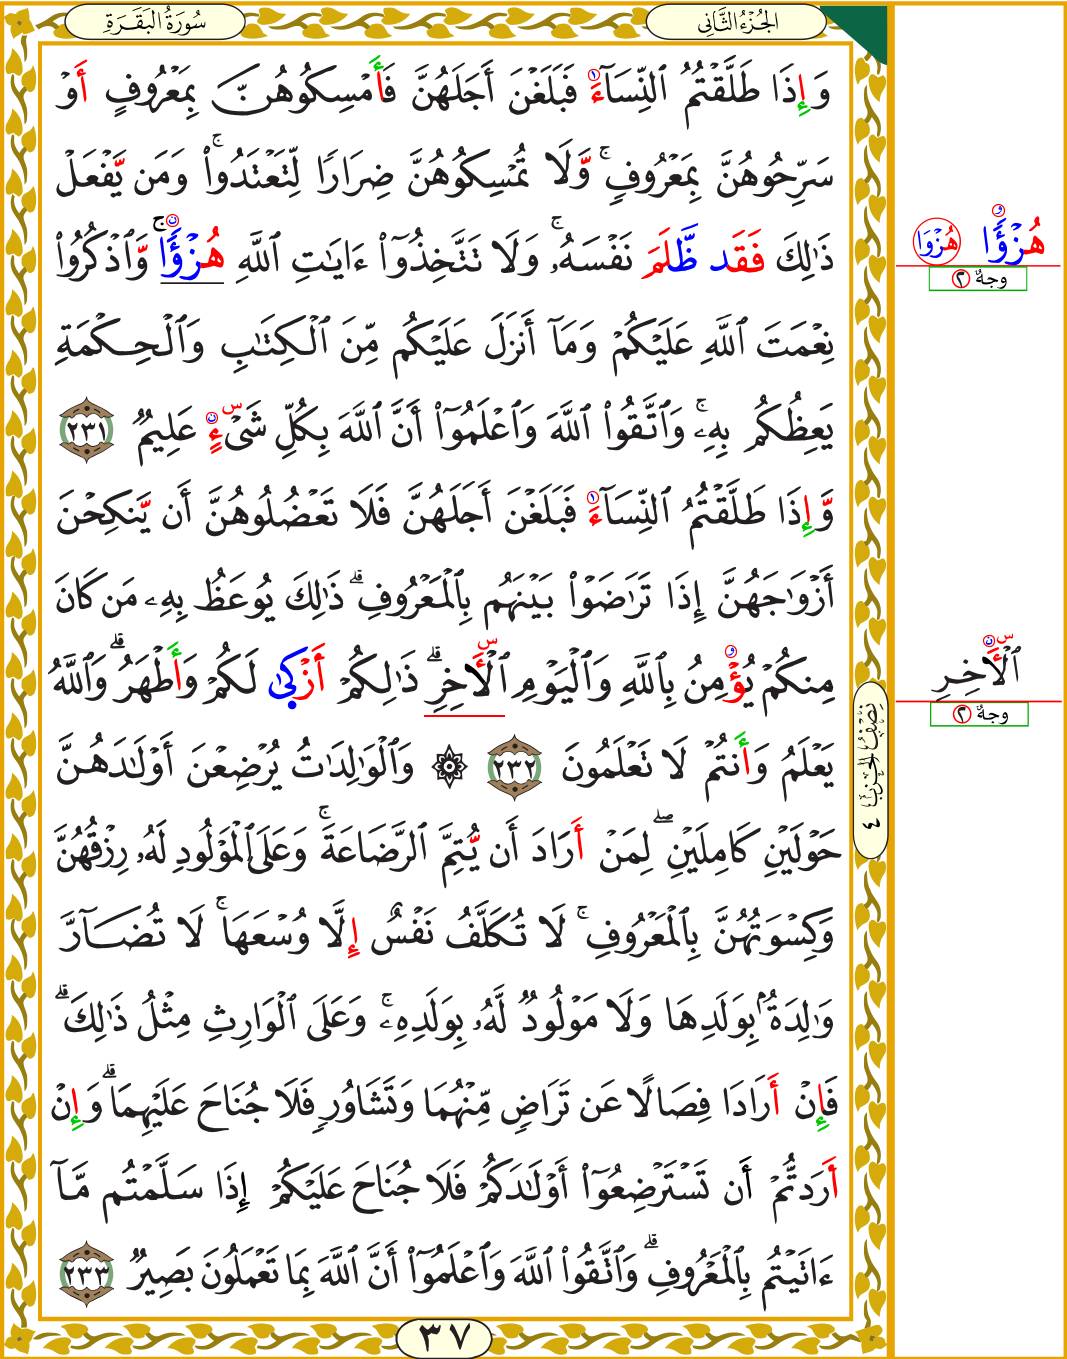 الجُزْءُ الثَّانِى
سُورَةُ البَقَرَةِ
وَإِذَا طَلَّقْتُمُ ٱلنِّسَآءَ فَبَلَغْنَ أَجَلَهُنَّ فَأَمْسِكُوهُنَّ بِمَعْرُوفٍ أَوْ
سَرِّحُوهُنَّ بِمَعْرُوفٍۚ وَّلَا تُمْسِكُوهُنَّ ضِرَارًا لِّتَعْتَدُوا۟ۚ وَمَن يَّفْعَلْ
ذَٰلِكَ فَقَد ظَّلَمَ نَفْسَهُۥۚ وَلَا تَتَّخِذُوٓا۟ ءَايَٰتِ ٱللَّهِ هُزْؤًاۚ وَّٱذْكُرُوا۟
نِعْمَتَ ٱللَّهِ عَلَيْكُمْ وَمَآ أَنزَلَ عَلَيْكُم مِّنَ ٱلْكِتَٰبِ وَٱلْحِكْمَةِ
يَعِظُكُم بِهِۦۚ وَٱتَّقُوا۟ ٱللَّهَ وَٱعْلَمُوٓا۟ أَنَّ ٱللَّهَ بِكُلِّ شَىْءٍ عَلِيمٌ ٢٣١
وَّإِذَا طَلَّقْتُمُ ٱلنِّسَآءَ فَبَلَغْنَ أَجَلَهُنَّ فَلَا تَعْضُلُوهُنَّ أَن يَّنكِحْنَ
أَزْوَٰجَهُنَّ إِذَا تَرَٰضَوْا۟ بَيْنَهُم بِٱلْمَعْرُوفِۗ ذَٰلِكَ يُوعَظُ بِهِۦ مَن كَانَ
مِنكُمْ يُؤْمِنُ بِٱللَّهِ وَٱلْيَوْمِ ٱلْأَخِرِۗ ذَٰلِكُمْ أَزْكَىٰ لَكُمْ وَأَطْهَرُۗ وَٱللَّهُ
يَعْلَمُ وَأَنتُمْ لَا تَعْلَمُونَ ٢٣٢ ۞ وَٱلْوَٰلِدَٰتُ يُرْضِعْنَ أَوْلَٰدَهُنَّ
حَوْلَيْنِ كَامِلَيْنِۖ لِمَنْ أَرَادَ أَن يُّتِمَّ ٱلرَّضَاعَةَۚ وَعَلَى ٱلْمَوْلُودِ لَهُۥ رِزْقُهُنَّ
وَكِسْوَتُهُنَّ بِٱلْمَعْرُوفِۚ لَا تُكَلَّفُ نَفْسٌ إِلَّا وُسْعَهَاۚ لَا تُضَآرَّ
وَٰلِدَةٌۢ بِوَلَدِهَا وَلَا مَوْلُودٌ لَّهُۥ بِوَلَدِهِۦۚ وَعَلَى ٱلْوَارِثِ مِثْلُ ذَٰلِكَۗ
فَإِنْ أَرَادَا فِصَالًا عَن تَرَاضٍ مِّنْهُمَا وَتَشَاوُرٍ فَلَا جُنَاحَ عَلَيْهِمَاۗ وَإِنْ
أَرَدتُّمْ أَن تَسْتَرْضِعُوٓا۟ أَوْلَٰدَكُمْ فَلَا جُنَاحَ عَلَيْكُمْ إِذَا سَلَّمْتُم مَّآ
ءَاتَيْتُم بِٱلْمَعْرُوفِۗ وَٱتَّقُوا۟ ٱللَّهَ وَٱعْلَمُوٓا۟ أَنَّ ٱللَّهَ بِمَا تَعْمَلُونَ بَصِيرٌ ٢٣٣
٣٧
هُزْؤًا هُزْوَا
وجهٌ ٢
ٱلْأَخِرِ
وجهٌ ٢
نِصْفُ الحِزْب ٤